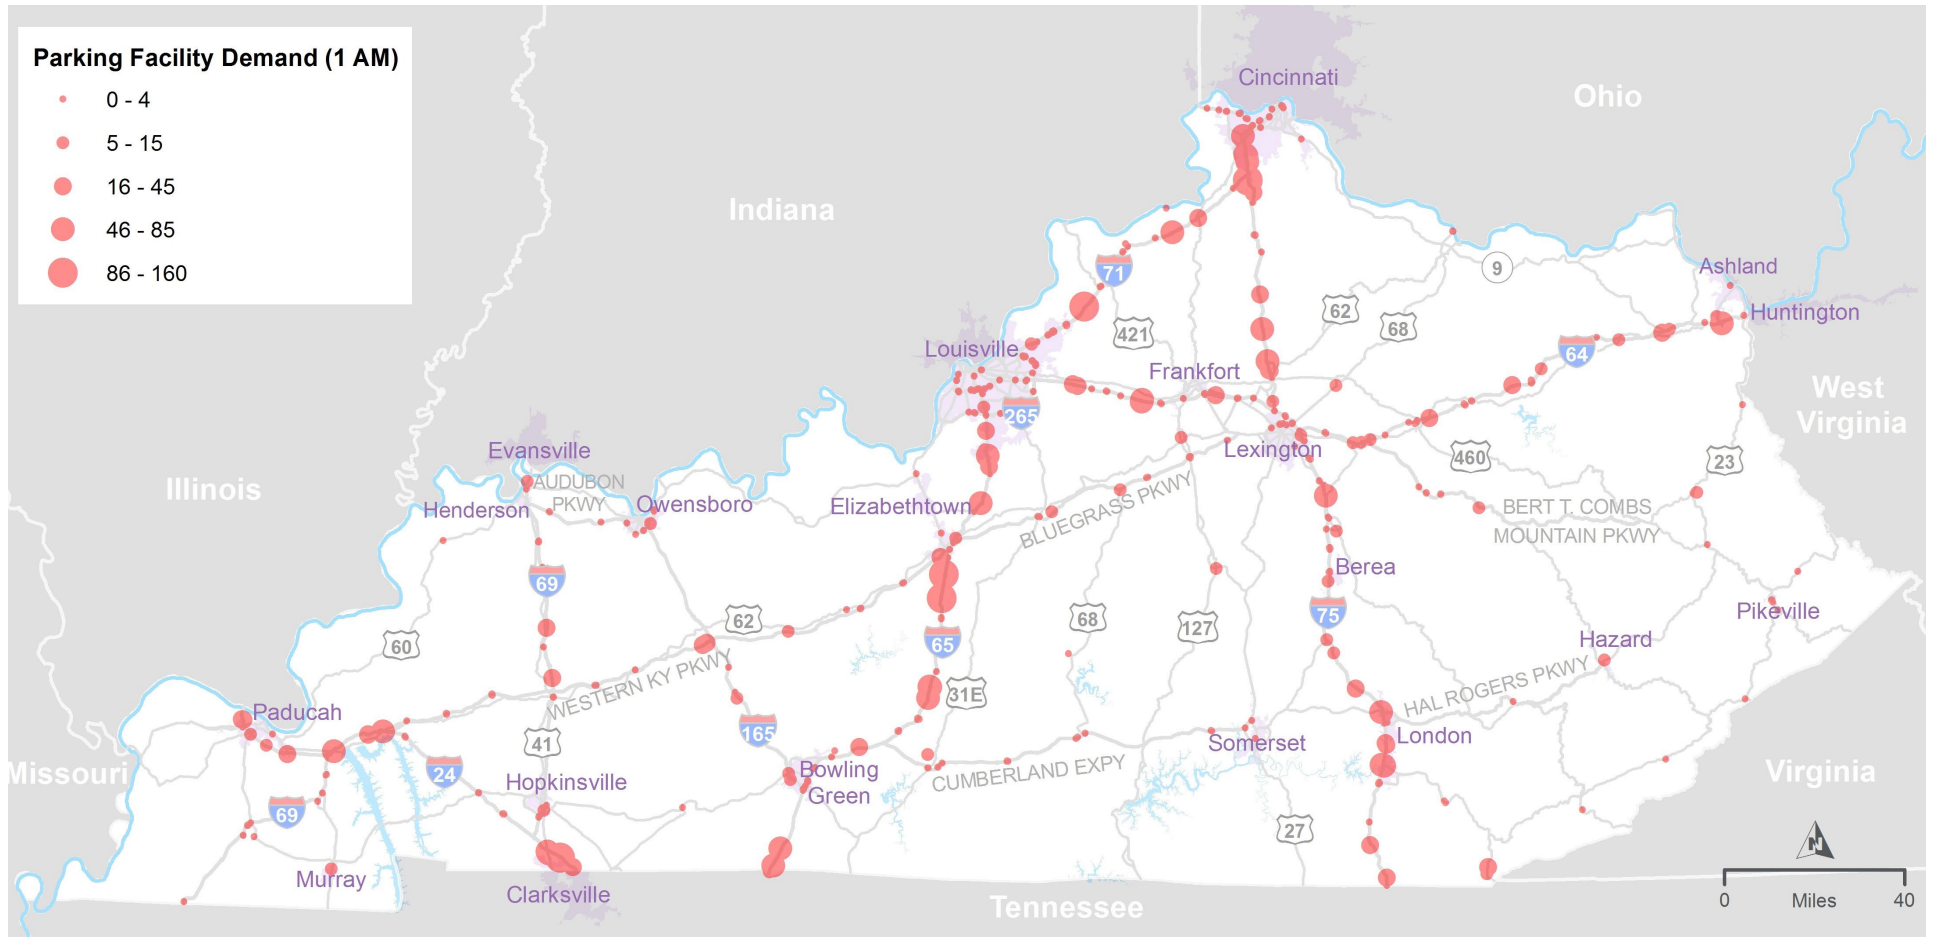 Parking Facility Demand (1 AM)
0 - 4
5 - 15
16 - 45
46 - 85
86 - 160
Cincinnati
Ohio
Indiana
71
9
Ashland
Huntington
62
68
421
Louisville
Frankfort
64
West
Virginia
265
Lexington
460
23
Evansville
Illinois
AUDUBON
PKWY
Henderson
Owensboro
Elizabethtown
BLUEGRASS PKWY
BERT T. COMBS
MOUNTAIN PKWY
Berea
69
75
Pikeville
60
62
65
68
127
Hazard
WESTERN KY PKWY
31E
HAL ROGERS PKWY
Paducah
41
165
Somerset
London
Missouri
24
Hopkinsville
Bowling
Green
CUMBERLAND EXPY
Virginia
69
27
N
Murray
Clarksville
Tennessee
0
Miles
40